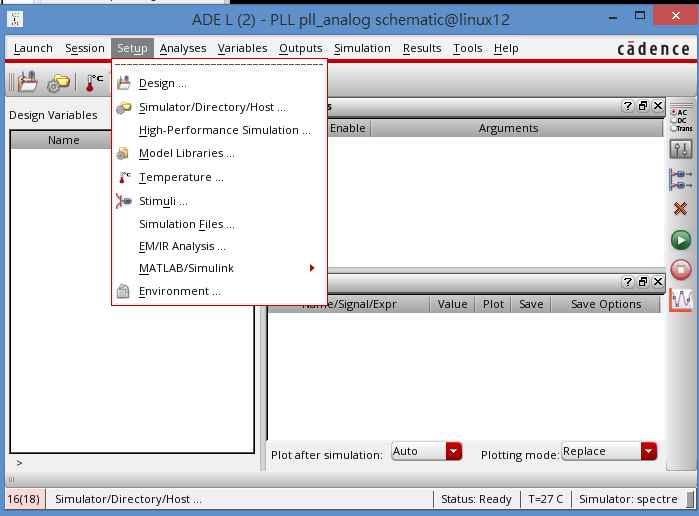 ADE L (2) - PLL pll_analog schematic@linux12
Launch Session Setup Analyses Variables Outputs Simulation Results Tools Help cādence
°C
Design ...
Simulator/Directory/Host ...
High-Performance Simulation ...
Model Libraries ...
°C Temperature ...
Stimuli ...
Simulation Files ...
EM/IR Analysis ...
MATLAB/Simulink
Environment ...
Design Variables
Name
>
? 
Enable Arguments
?
Name/Signal/Expr Value Plot Save Save Options
AC
DC
Trans
Plot after simulation: Auto Plotting mode: Replace
16(18) Simulator/Directory/Host ... Status: Ready T=27 C Simulator: spectre